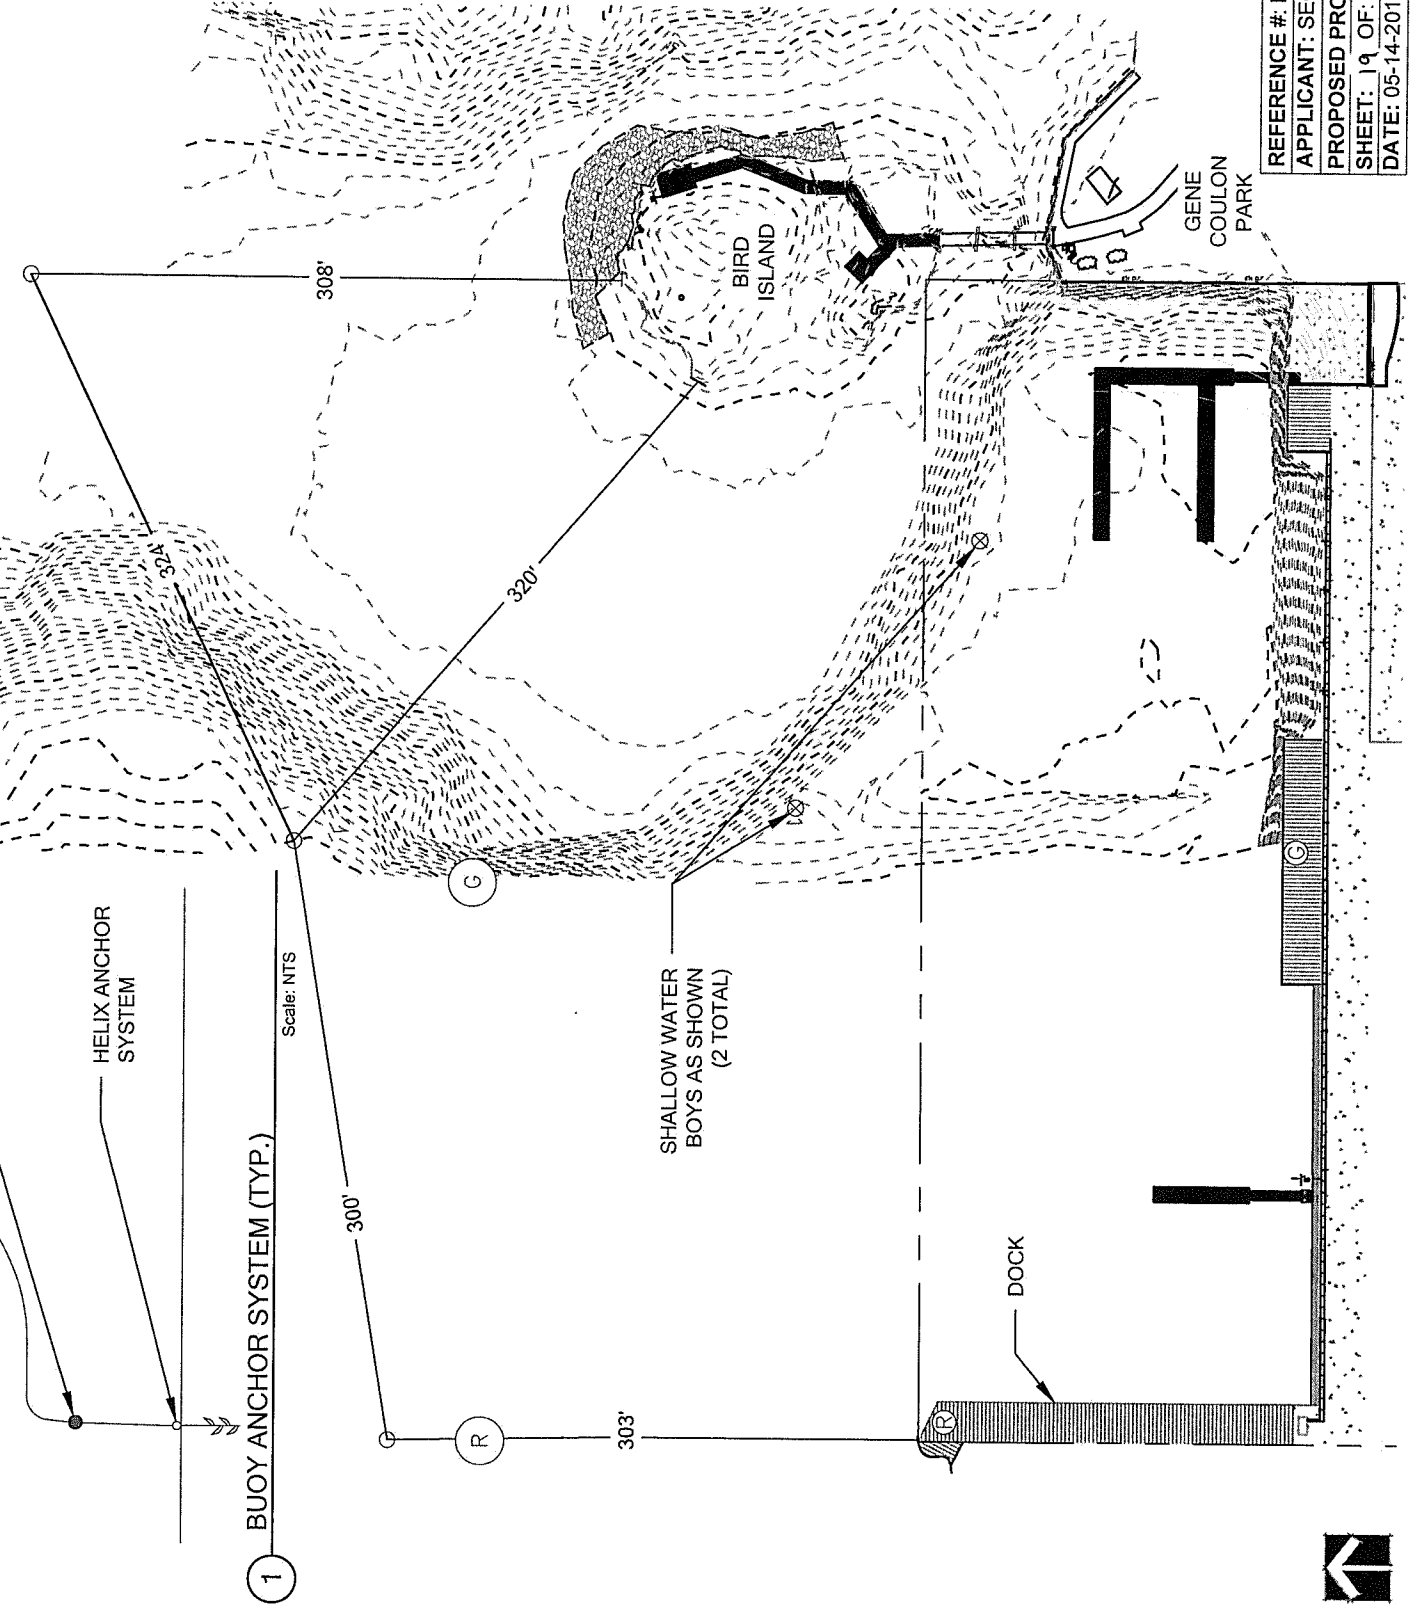 HELIX ANCHOR
SYSTEM
1
BUOY ANCHOR SYSTEM (TYP.)
Scale: NTS
308'
324'
320'
300'
303'
BIRD
ISLAND
GENE
COULON
PARK
G
R
SHALLOW WATER
BOYS AS SHOWN
(2 TOTAL)
DOCK
R
G
REFERENCE #:
APPLICANT: SE
PROPOSED PRO
SHEET: 19 OF:
DATE: 05-14-201